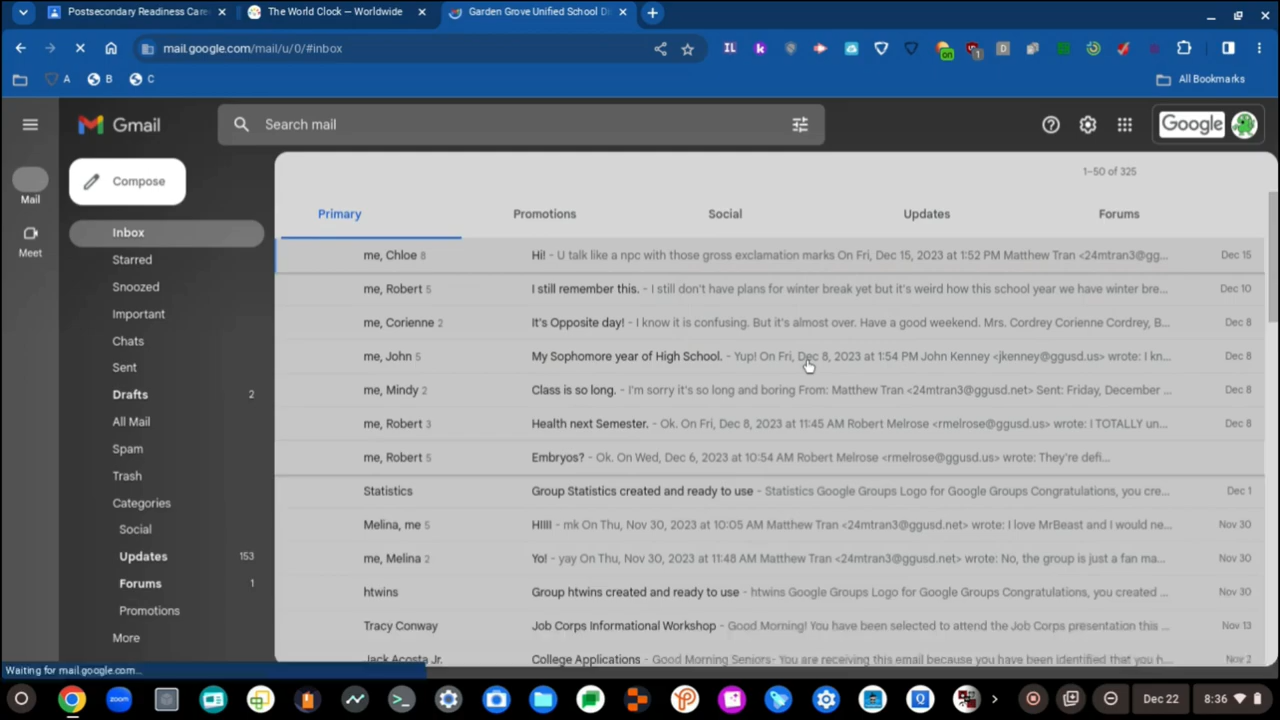 Postsecondary Readiness Care
The World Clock — Worldwide
Garden Grove Unified School Di
mail.google.com/mail/u/0/#inbox
IL
k
on
1
D
A
B
C
All Bookmarks
Gmail
Search mail
Google
Compose
1–50 of 325
Mail
Meet
Primary
Promotions
Social
Updates
Forums
Inbox
Starred
Snoozed
Important
Chats
Sent
Drafts 2
All Mail
Spam
Trash
Categories
Social
Updates 153
Forums 1
Promotions
More
me, Chloe 8 Hi! - U talk like a npc with those gross exclamation marks On Fri, Dec 15, 2023 at 1:52 PM Matthew Tran <24mtran3@gg... Dec 15
me, Robert 5 I still remember this. - I still don't have plans for winter break yet but it's weird how this school year we have winter bre... Dec 10
me, Corienne 2 It's Opposite day! - I know it is confusing. But it's almost over. Have a good weekend. Mrs. Cordrey Corienne Cordrey, B... Dec 8
me, John 5 My Sophomore year of High School. - Yup! On Fri, Dec 8, 2023 at 1:54 PM John Kenney <jkenney@ggusd.us> wrote: I kn... Dec 8
me, Mindy 2 Class is so long. - I'm sorry it's so long and boring From: Matthew Tran <24mtran3@ggusd.net> Sent: Friday, December ... Dec 8
me, Robert 3 Health next Semester. - Ok. On Fri, Dec 8, 2023 at 11:45 AM Robert Melrose <rmelrose@ggusd.us> wrote: I TOTALLY un... Dec 8
me, Robert 5 Embryos? - Ok. On Wed, Dec 6, 2023 at 10:54 AM Robert Melrose <rmelrose@ggusd.us> wrote: They're defi...
Statistics Group Statistics created and ready to use - Statistics Google Groups Logo for Google Groups Congratulations, you cre... Dec 1
Melina, me 5 HIIII - mk On Thu, Nov 30, 2023 at 10:05 AM Matthew Tran <24mtran3@ggusd.net> wrote: I love MrBeast and I would ne... Nov 30
me, Melina 2 Yo! - yay On Thu, Nov 30, 2023 at 11:48 AM Matthew Tran <24mtran3@ggusd.net> wrote: No, the group is just a fan ma... Nov 30
htwins Group htwins created and ready to use - htwins Google Groups Logo for Google Groups Congratulations, you created ... Nov 30
Tracy Conway Job Corps Informational Workshop - Good Morning! You have been selected to attend the Job Corps presentation this ... Nov 13
Jack Acosta Jr. College Applications - Good Morning Seniors- You are receiving this email because you have been identified that you h... Nov 2
Waiting for mail.google.com...
zoom
Q
Dec 22
8:36